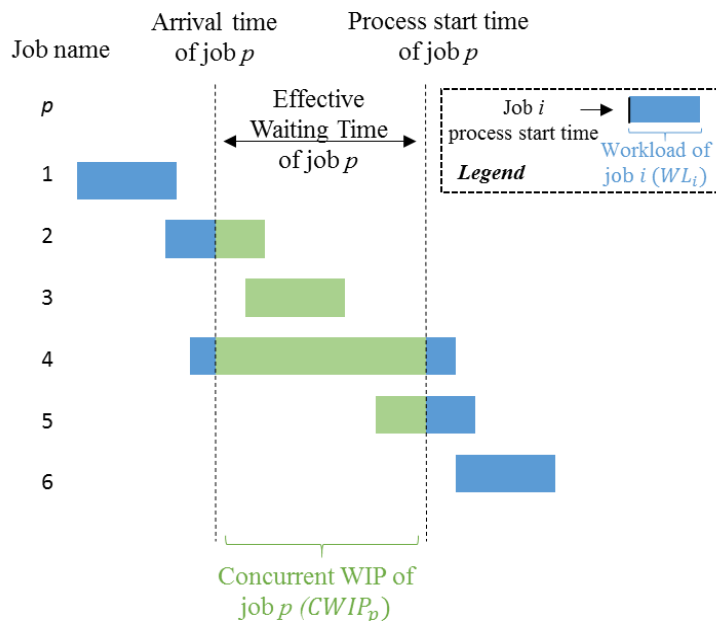 Job name
Arrival time
of job p
Process start time
of job p
p
Effective
Waiting Time
of job p
Job i
process start time
Legend
Workload of
job i (WLᵢ)
1
2
3
4
5
6
Concurrent WIP of
job p (CWIPₚ)